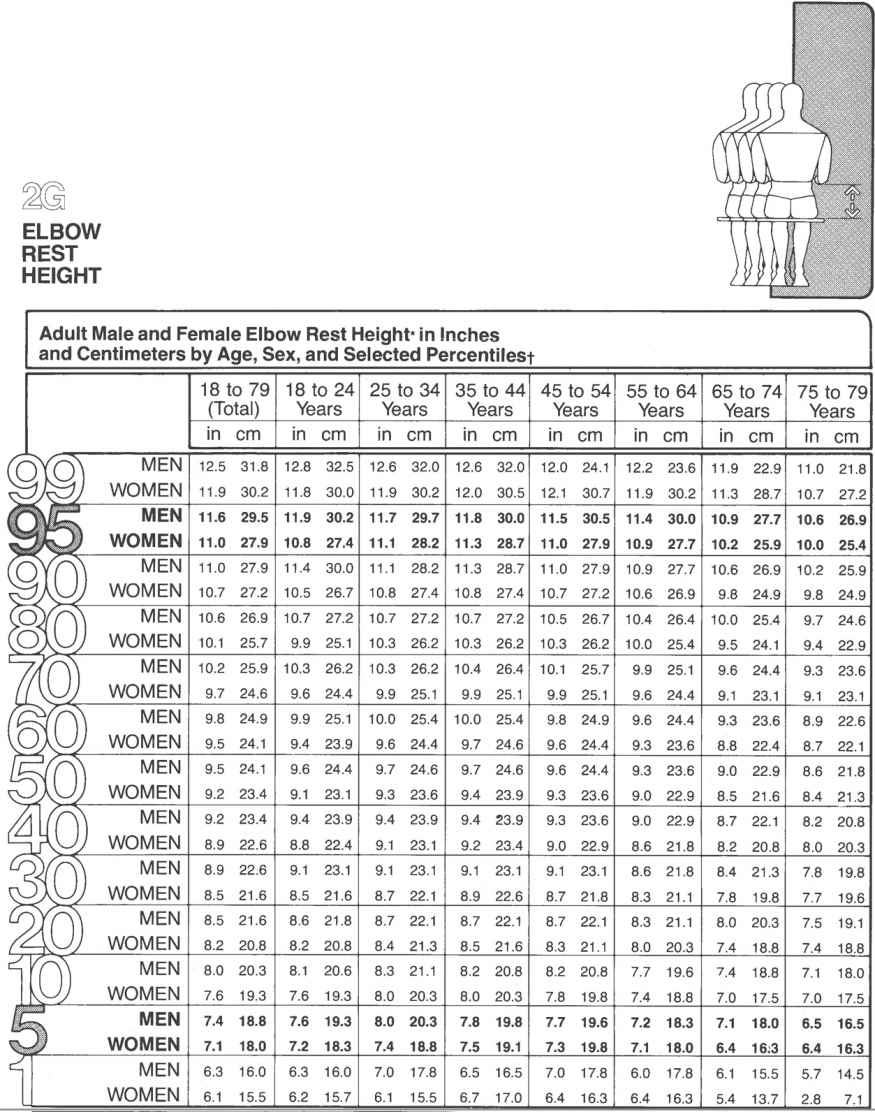 2G
ELBOW
REST
HEIGHT
Adult Male and Female Elbow Rest Height* in Inches
and Centimeters by Age, Sex, and Selected Percentiles†
18 to 79 18 to 24 25 to 34 35 to 44 45 to 54 55 to 64 65 to 74 75 to 79
(Total) Years Years Years Years Years Years Years
in cm in cm in cm in cm in cm in cm in cm in cm
99 MEN 12.5 31.8 12.8 32.5 12.6 32.0 12.6 32.0 12.0 24.1 12.2 23.6 11.9 22.9 11.0 21.8
WOMEN 11.9 30.2 11.8 30.0 11.9 30.2 12.0 30.5 12.1 30.7 11.9 30.2 11.3 28.7 10.7 27.2
95 MEN 11.6 29.5 11.9 30.2 11.7 29.7 11.8 30.0 11.5 30.5 11.4 30.0 10.9 27.7 10.6 26.9
WOMEN 11.0 27.9 10.8 27.4 11.1 28.2 11.3 28.7 11.0 27.9 10.9 27.7 10.2 25.9 10.0 25.4
90 MEN 11.0 27.9 11.4 30.0 11.1 28.2 11.3 28.7 11.0 27.9 10.9 27.7 10.6 26.9 10.2 25.9
WOMEN 10.7 27.2 10.5 26.7 10.8 27.4 10.8 27.4 10.7 27.2 10.6 26.9 9.8 24.9 9.8 24.9
80 MEN 10.6 26.9 10.7 27.2 10.7 27.2 10.7 27.2 10.5 26.7 10.4 26.4 10.0 25.4 9.7 24.6
WOMEN 10.1 25.7 9.9 25.1 10.3 26.2 10.3 26.2 10.3 26.2 10.0 25.4 9.5 24.1 9.4 22.9
70 MEN 10.2 25.9 10.3 26.2 10.3 26.2 10.4 26.4 10.1 25.7 9.9 25.1 9.6 24.4 9.3 23.6
WOMEN 9.7 24.6 9.6 24.4 9.9 25.1 9.9 25.1 9.9 25.1 9.6 24.4 9.1 23.1 9.1 23.1
60 MEN 9.8 24.9 9.9 25.1 10.0 25.4 10.0 25.4 9.8 24.9 9.6 24.4 9.3 23.6 8.9 22.6
WOMEN 9.5 24.1 9.4 23.9 9.6 24.4 9.7 24.6 9.6 24.4 9.3 23.6 8.8 22.4 8.7 22.1
50 MEN 9.5 24.1 9.6 24.4 9.7 24.6 9.7 24.6 9.6 24.4 9.3 23.6 9.0 22.9 8.6 21.8
WOMEN 9.2 23.4 9.1 23.1 9.3 23.6 9.4 23.9 9.3 23.6 9.0 22.9 8.5 21.6 8.4 21.3
40 MEN 9.2 23.4 9.4 23.9 9.4 23.9 9.4 23.9 9.3 23.6 9.0 22.9 8.7 22.1 8.2 20.8
WOMEN 8.9 22.6 8.8 22.4 9.1 23.1 9.2 23.4 9.0 22.9 8.6 21.8 8.2 20.8 8.0 20.3
30 MEN 8.9 22.6 9.1 23.1 9.1 23.1 9.1 23.1 9.1 23.1 8.6 21.8 8.4 21.3 7.8 19.8
WOMEN 8.5 21.6 8.5 21.6 8.7 22.1 8.9 22.6 8.7 21.8 8.3 21.1 7.8 19.8 7.7 19.6
20 MEN 8.5 21.6 8.6 21.8 8.7 22.1 8.7 22.1 8.7 22.1 8.3 21.1 8.0 20.3 7.5 19.1
WOMEN 8.2 20.8 8.2 20.8 8.4 21.3 8.5 21.6 8.3 21.1 8.0 20.3 7.4 18.8 7.4 18.8
10 MEN 8.0 20.3 8.1 20.6 8.3 21.1 8.2 20.8 8.2 20.8 7.7 19.6 7.4 18.8 7.1 18.0
WOMEN 7.6 19.3 7.6 19.3 8.0 20.3 8.0 20.3 7.8 19.8 7.4 18.8 7.0 17.5 7.0 17.5
5 MEN 7.4 18.8 7.6 19.3 8.0 20.3 7.8 19.8 7.7 19.6 7.2 18.3 7.1 18.0 6.5 16.5
WOMEN 7.1 18.0 7.2 18.3 7.4 18.8 7.5 19.1 7.3 19.8 7.1 18.0 6.4 16.3 6.4 16.3
1 MEN 6.3 16.0 6.3 16.0 7.0 17.8 6.5 16.5 7.0 17.8 6.0 17.8 6.1 15.5 5.7 14.5
WOMEN 6.1 15.5 6.2 15.7 6.1 15.5 6.7 17.0 6.4 16.3 6.4 16.3 5.4 13.7 2.8 7.1